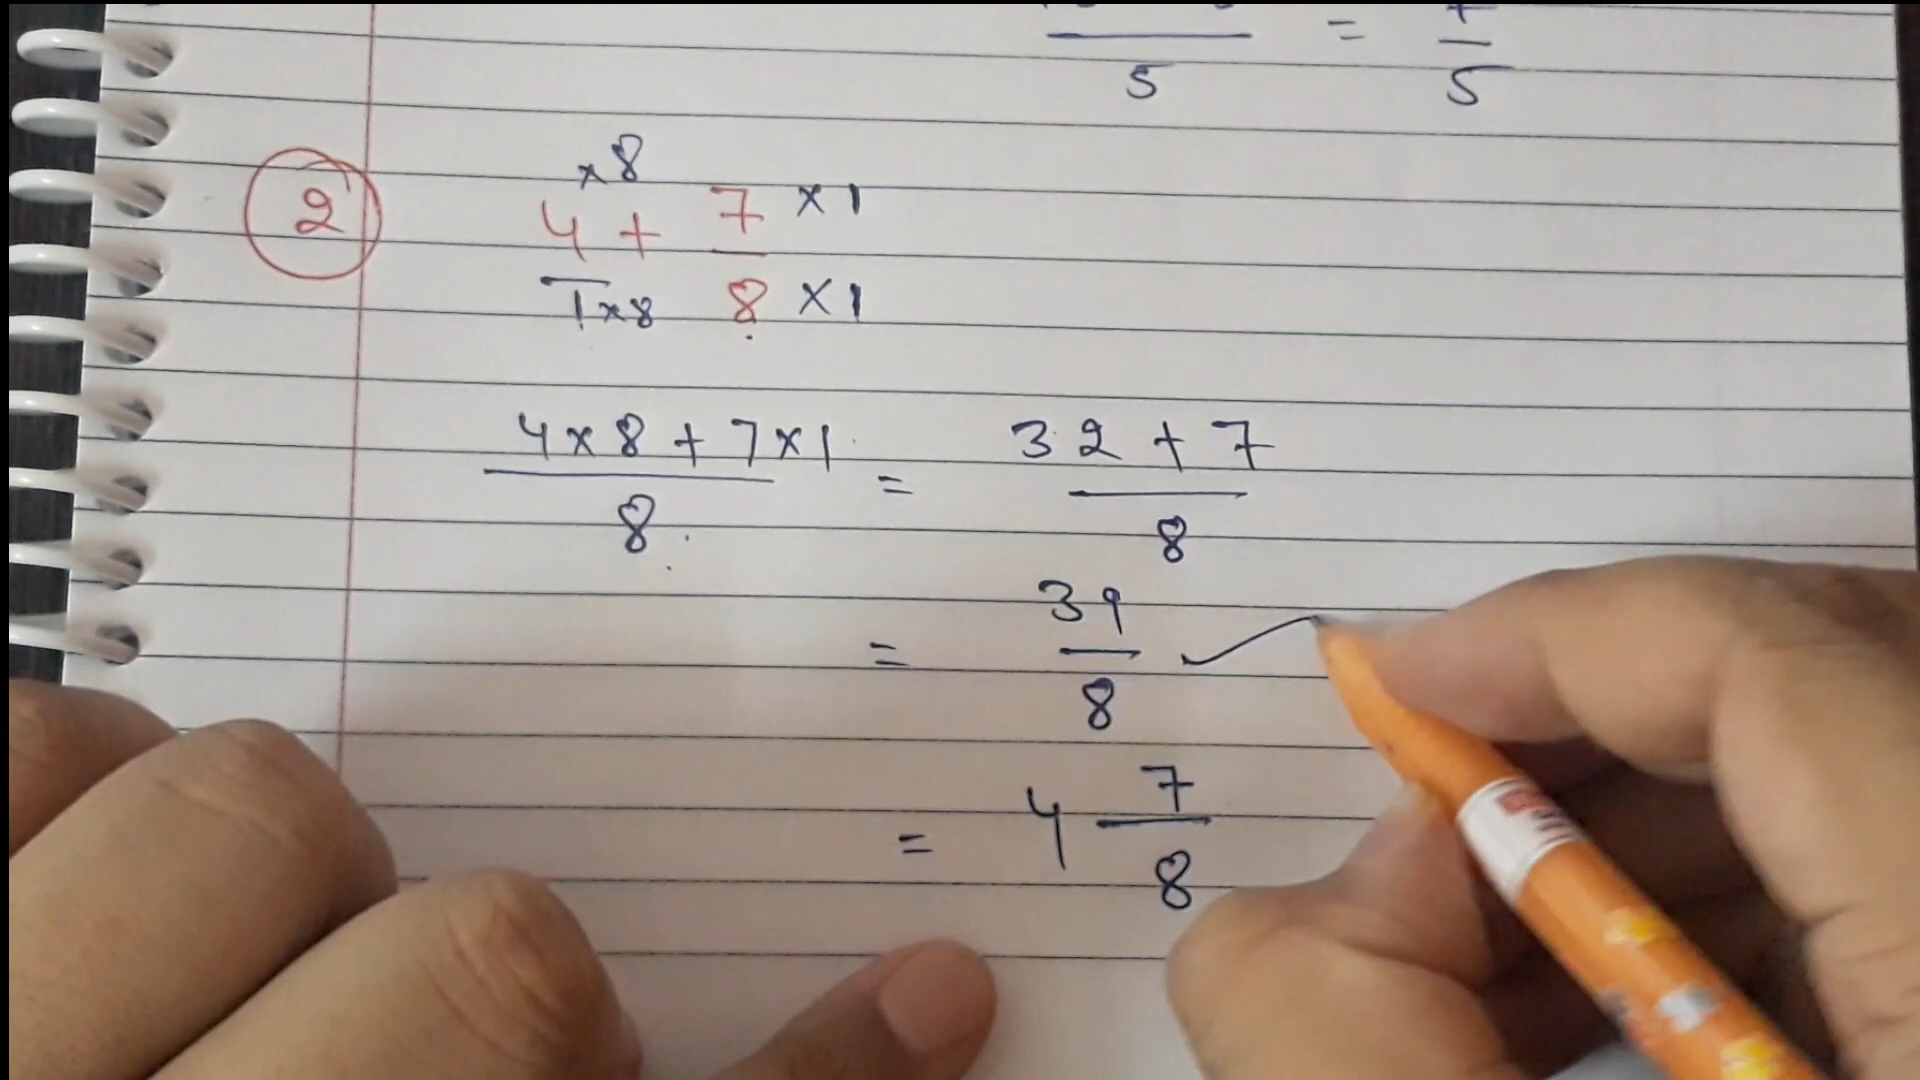 5 = 5
×8
2 4 + 7 ×1
1×8 8 ×1
4×8 + 7×1 = 32 + 7
8 8
= 39
8
= 4 7
8